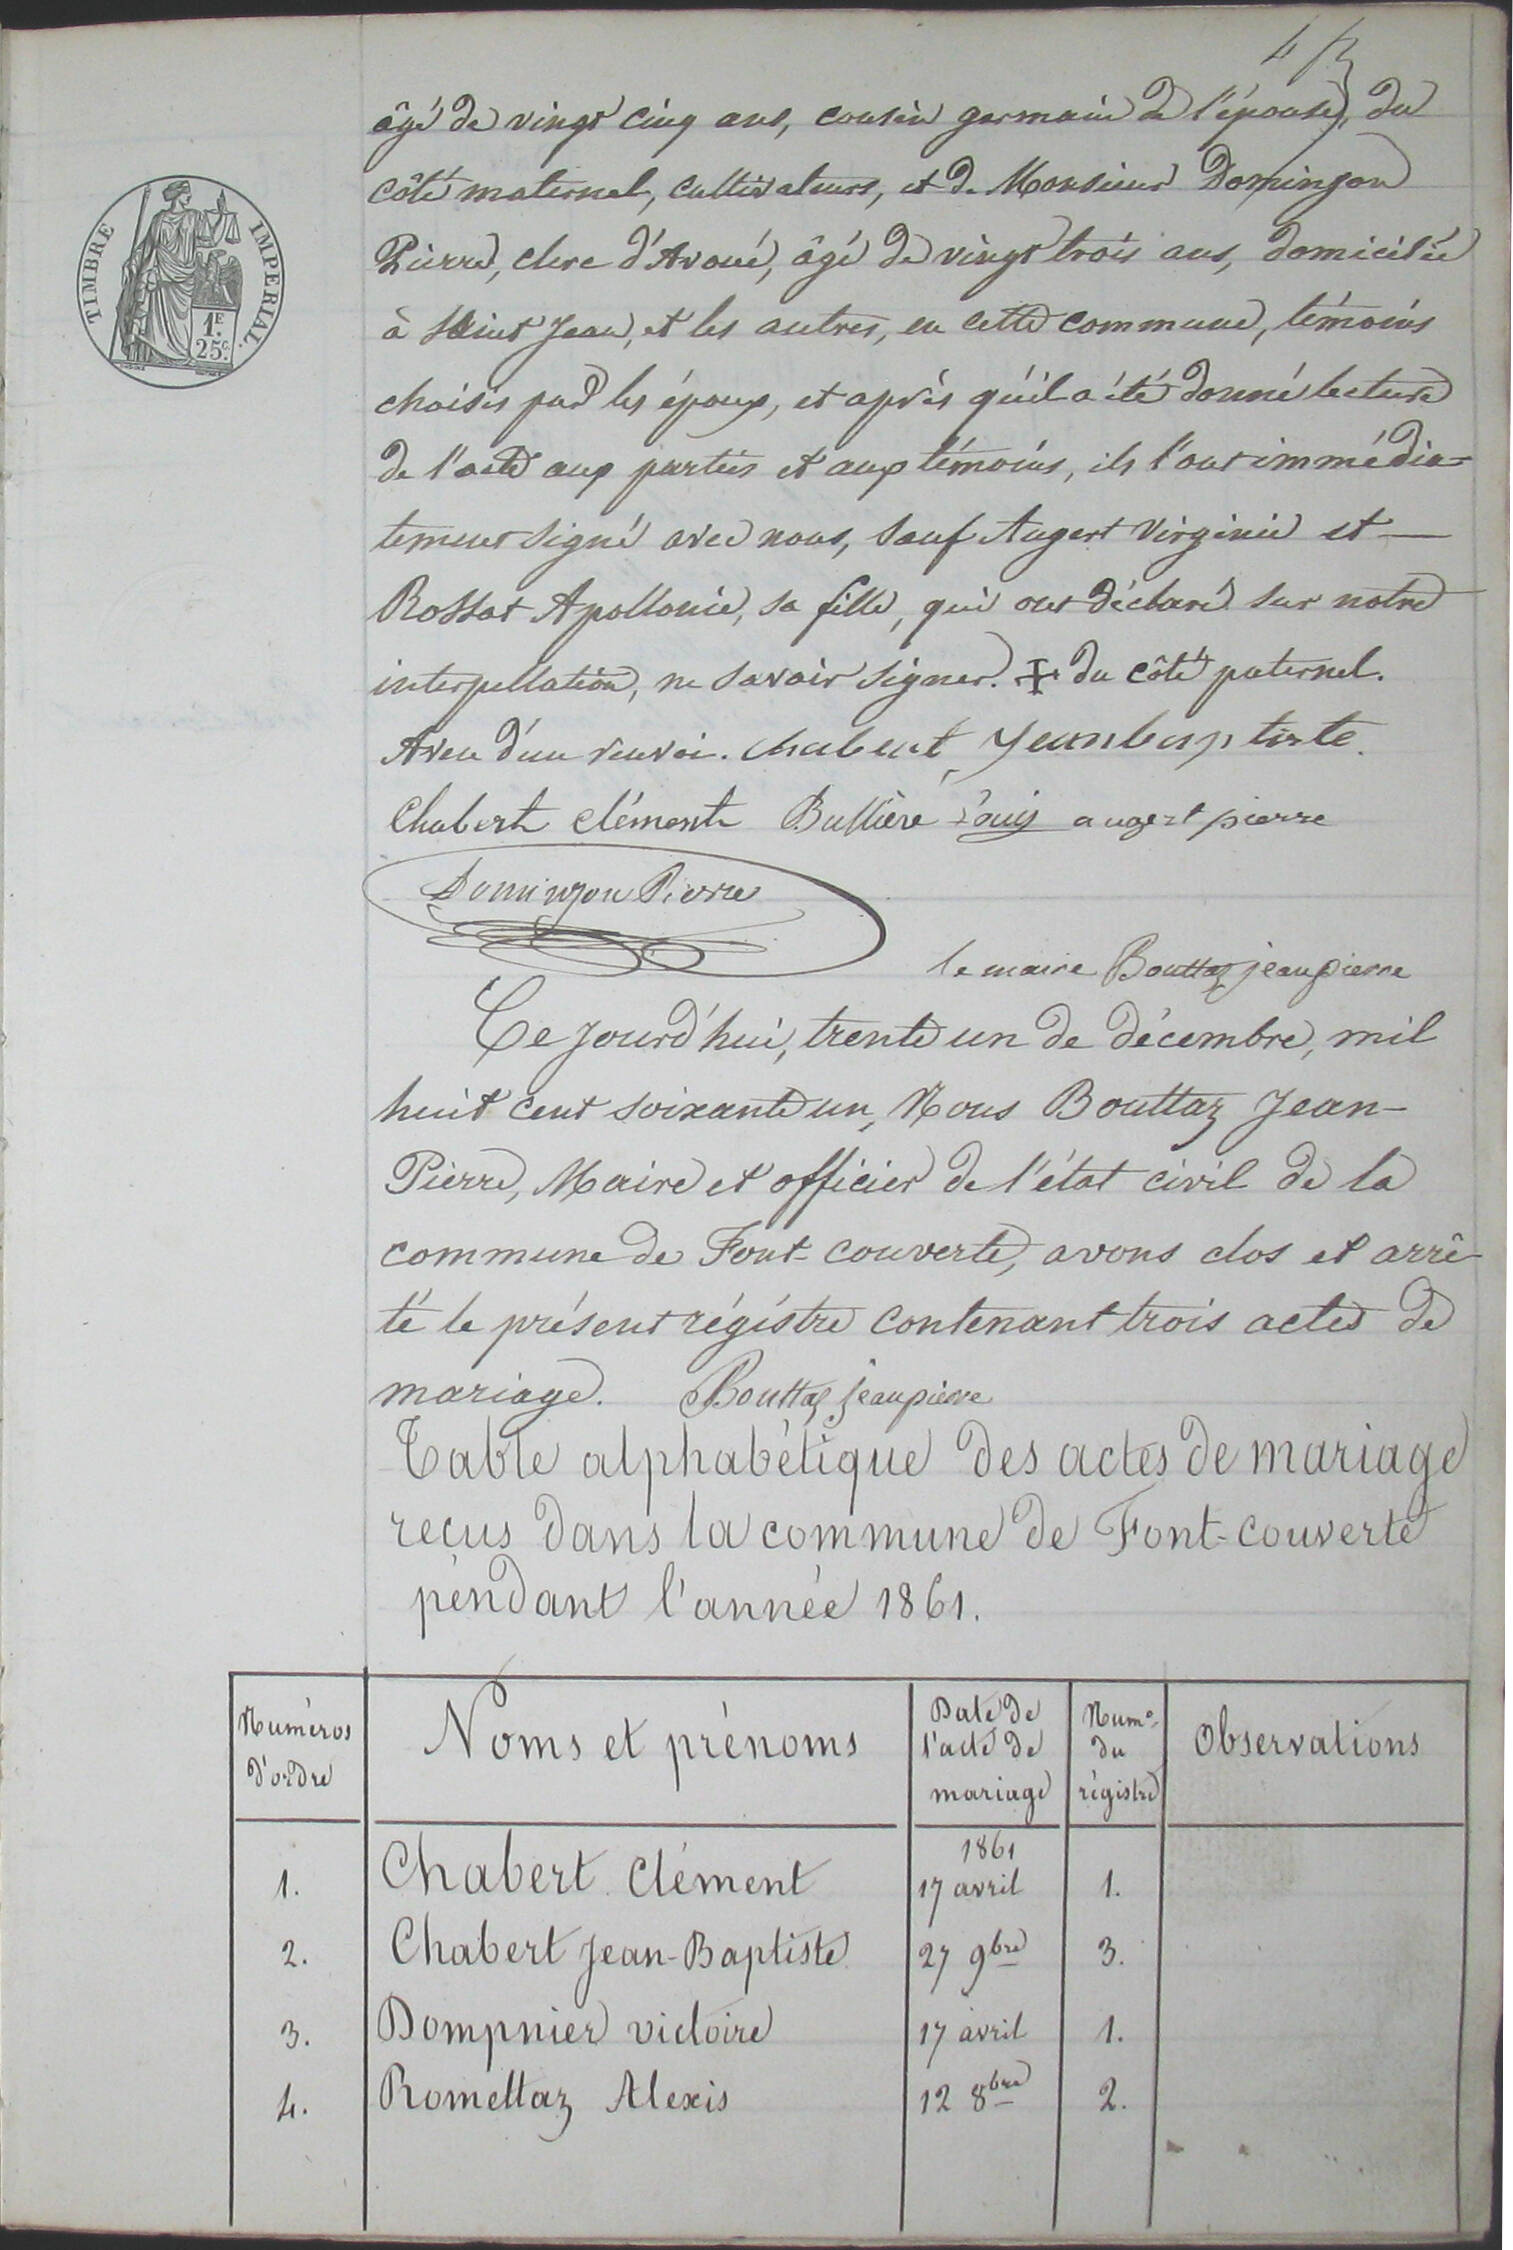 4
âgé de vingt cinq ans, cousin germain de l'épouse, du
côté maternel, cultivateurs, et de Monsieur Domingon
Pierre, clerc d'Avoué, âgé de vingt trois ans, domicilié
à Saint Jean, et les autres, en cette commune, témoins
choisis par les époux, et après qu'il a été donné lecture
de l'acte aux parties et aux témoins, ils l'ont immédia-
tement signé avec nous, sauf Augert Virginie et —
Rossat Apollonie, sa fille, qui ont déclaré sur notre
interpellation, ne savoir signer. ✠ du côté paternel.
Aveu d'un renvoi. Chabert Jeanbaptiste.
Chabert Clément Buffière Louis augert pierre
Domingon Pierre
le maire Bouttaz jeanpierre
Ce jourd'hui, trente un de décembre, mil
huit cent soixante un, Nous Bouttaz Jean-
Pierre, Maire et officier de l'état civil de la
commune de Font-couverte, avons clos et arrê-
té le présent régistre contenant trois actes de
mariage. Bouttaz jeanpierre
Table alphabétique des actes de mariage
reçus dans la commune de Font-couverte
pendant l'année 1861.
TIMBRE IMPERIAL.
1F.
25c.
Numéros d'ordre Noms et prénoms Date de l'acte de mariage Numo. du régistre Observations
1861
1. Chabert Clément 17 avril 1.
2. Chabert Jean-Baptiste 27 9bre 3.
3. Dompnier victoire 17 avril 1.
4. Romettaz Alexis 12 8bre 2.